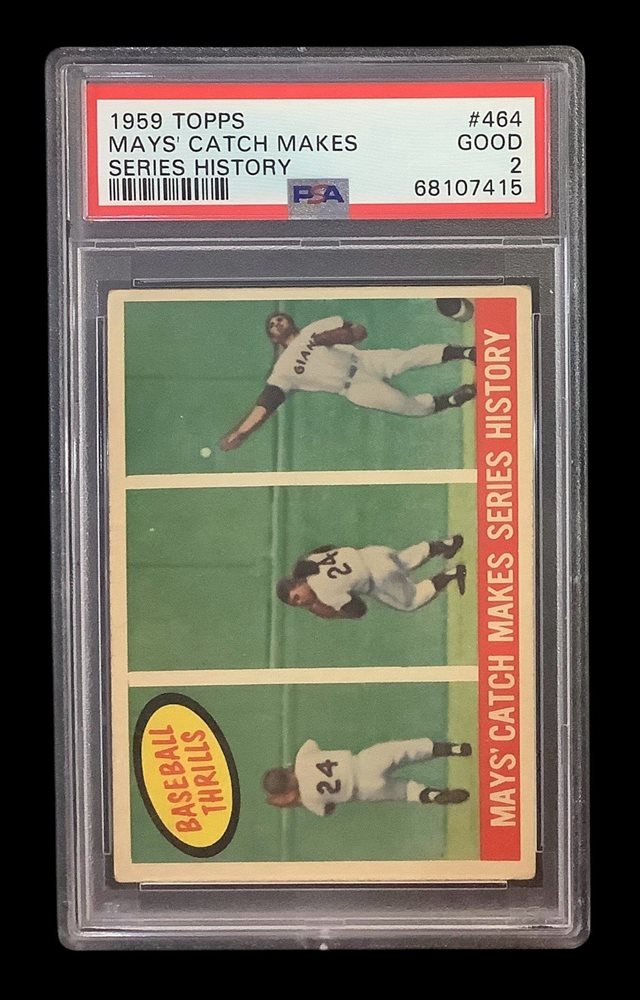 1959 TOPPS #464
MAYS' CATCH MAKES GOOD
SERIES HISTORY 2
68107415
PSA
GIANT
24
24
BASEBALL
THRILLS
MAYS' CATCH MAKES SERIES HISTORY